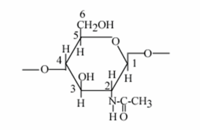 6
CH₂OH
5 O
H
H O
4 H 1
O OH H
3 2 H
H N-C-CH₃
H O